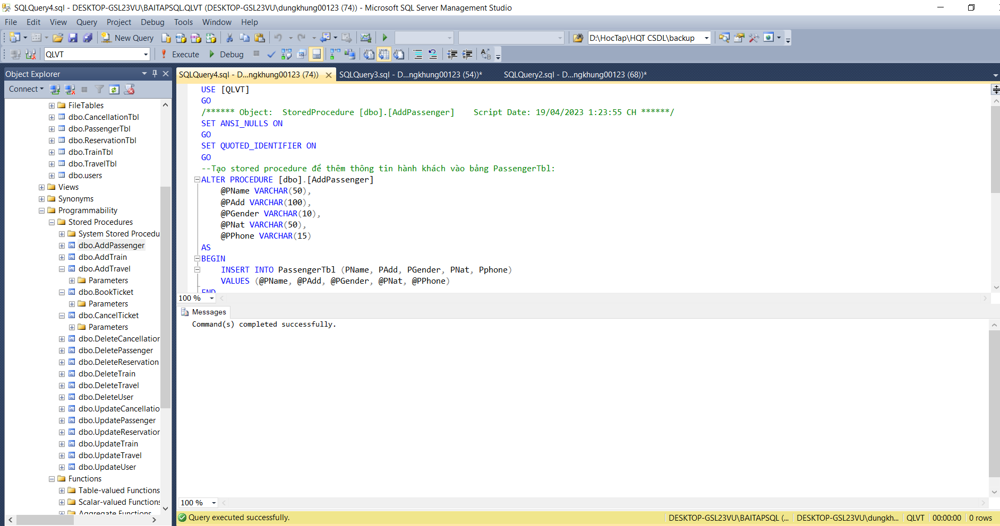 SQLQuery4.sql - DESKTOP-GSL23VU\BAITAPSQL.QLVT (DESKTOP-GSL23VU\dungkhung00123 (74)) - Microsoft SQL Server Management Studio
File Edit View Query Project Debug Tools Window Help
New Query D:\HocTap\HQT CSDL\backup
QLVT Execute Debug
Object Explorer
Connect
FileTables
dbo.CancellationTbl
dbo.PassengerTbl
dbo.ReservationTbl
dbo.TrainTbl
dbo.TravelTbl
dbo.users
Views
Synonyms
Programmability
Stored Procedures
System Stored Procedu
dbo.AddPassenger
dbo.AddTrain
dbo.AddTravel
Parameters
dbo.BookTicket
Parameters
dbo.CancelTicket
Parameters
dbo.DeleteCancellation
dbo.DeletePassenger
dbo.DeleteReservation
dbo.DeleteTrain
dbo.DeleteTravel
dbo.DeleteUser
dbo.UpdateCancellatio
dbo.UpdatePassenger
dbo.UpdateReservation
dbo.UpdateTrain
dbo.UpdateTravel
dbo.UpdateUser
Functions
Table-valued Functions
Scalar-valued Functions
Aggregate Functions
SQLQuery4.sql - D...ngkhung00123 (74)) SQLQuery3.sql - D...ngkhung00123 (54))* SQLQuery2.sql - D...ngkhung00123 (68))*
USE [QLVT]
GO
/****** Object:  StoredProcedure [dbo].[AddPassenger]    Script Date: 19/04/2023 1:23:55 CH ******/
SET ANSI_NULLS ON
GO
SET QUOTED_IDENTIFIER ON
GO
--Tạo stored procedure để thêm thông tin hành khách vào bảng PassengerTbl:
ALTER PROCEDURE [dbo].[AddPassenger]
@PName VARCHAR(50),
@PAdd VARCHAR(100),
@PGender VARCHAR(10),
@PNat VARCHAR(50),
@PPhone VARCHAR(15)
AS
BEGIN
INSERT INTO PassengerTbl (PName, PAdd, PGender, PNat, Pphone)
VALUES (@PName, @PAdd, @PGender, @PNat, @PPhone)
END
100 %
Messages
Command(s) completed successfully.
100 %
Query executed successfully. DESKTOP-GSL23VU\BAITAPSQL (... DESKTOP-GSL23VU\dungkh... QLVT 00:00:00 0 rows